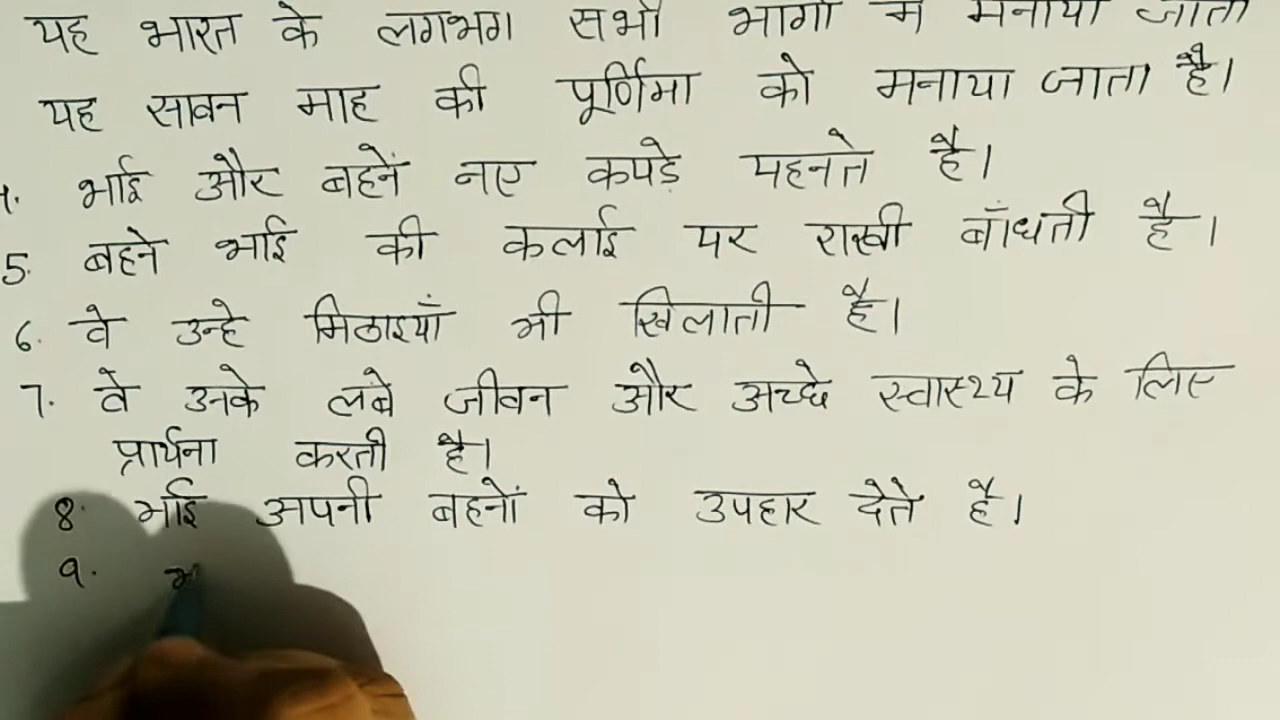 यह भारत के लगभग सभी भागों में मनाया जाता
यह सावन माह की पूर्णिमा को मनाया जाता है।
4. भाई और बहनें नए कपड़े पहनते है।
5. बहने भाई की कलाई पर राखी बाँधती है।
6. वे उन्हे मिठाइयाँ भी खिलाती है।
7. वे उनके लंबे जीवन और अच्छे स्वास्थ्य के लिए
प्रार्थना करती है।
8. भाई अपनी बहनों को उपहार देते है।
9.